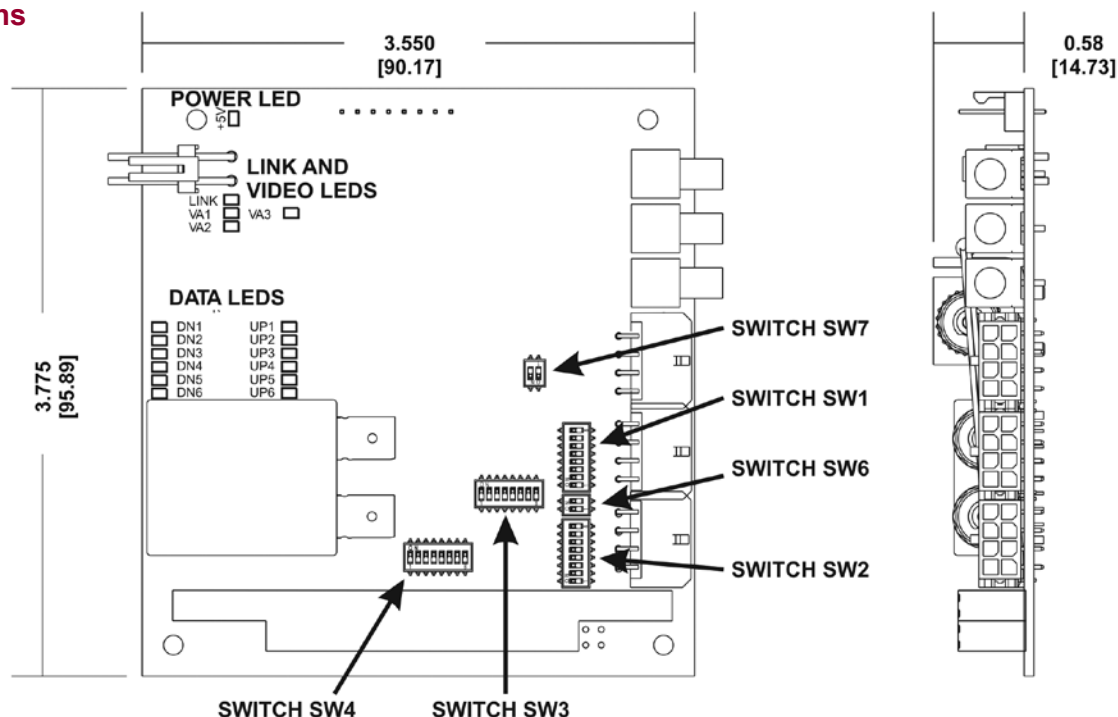 ns
3.550
[90.17]
0.58
[14.73]
POWER LED
+5V
LINK AND
VIDEO LEDS
LINK
VA1 VA3
VA2
DATA LEDS
DN1 UP1
DN2 UP2
DN3 UP3
DN4 UP4
DN5 UP5
DN6 UP6
3.775
[95.89]
SWITCH SW7
SWITCH SW1
SWITCH SW6
SWITCH SW2
SWITCH SW4 SWITCH SW3